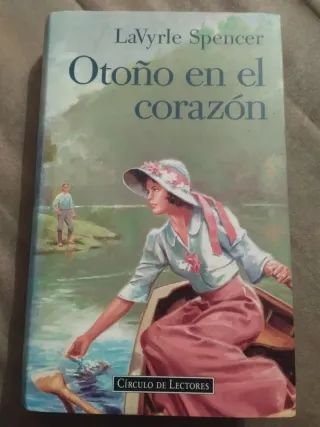 LaVyrle Spencer
Otoño en el
corazón
CÍRCULO DE LECTORES